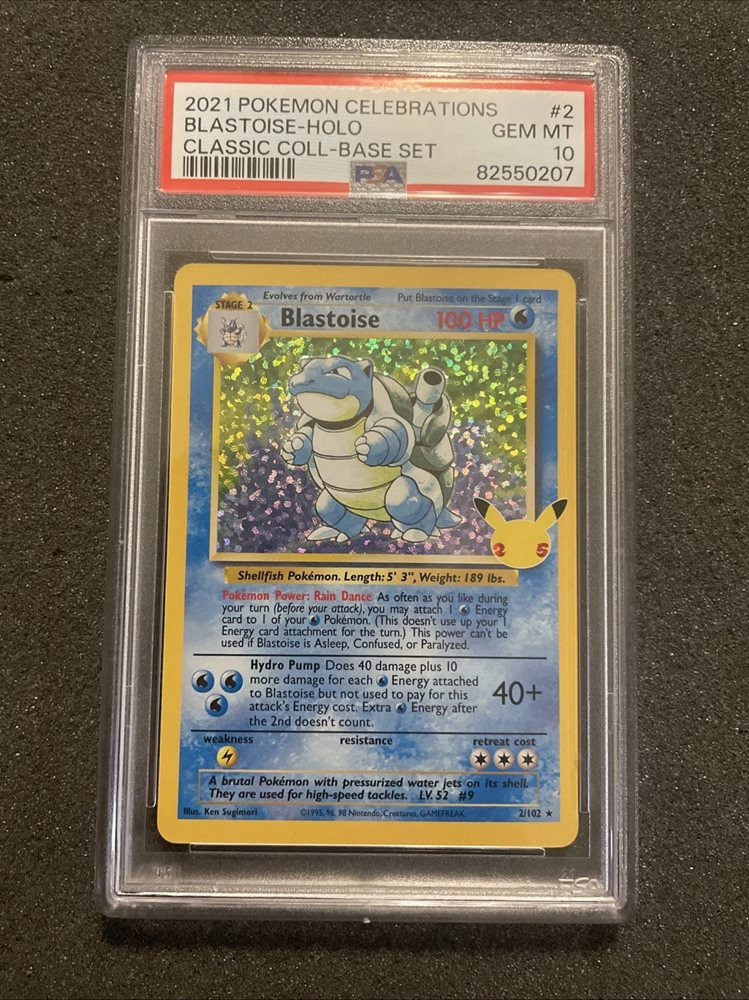 2021 POKEMON CELEBRATIONS #2
BLASTOISE-HOLO GEM MT
CLASSIC COLL-BASE SET 10
PSA 82550207
STAGE 2 Evolves from Wartortle Put Blastoise on the Stage 1 card
Blastoise 100 HP
25
Shellfish Pokémon. Length: 5' 3", Weight: 189 lbs.
Pokémon Power: Rain Dance As often as you like during
your turn (before your attack), you may attach 1 Energy
card to 1 of your Pokémon. (This doesn't use up your 1
Energy card attachment for the turn.) This power can't be
used if Blastoise is Asleep, Confused, or Paralyzed.
Hydro Pump Does 40 damage plus 10
more damage for each Energy attached
to Blastoise but not used to pay for this
attack's Energy cost. Extra Energy after
the 2nd doesn't count.
40+
weakness resistance retreat cost
A brutal Pokémon with pressurized water jets on its shell.
They are used for high-speed tackles. LV. 52 #9
Illus. Ken Sugimori ©1995, 96, 98 Nintendo, Creatures, GAMEFREAK. 2/102 ★